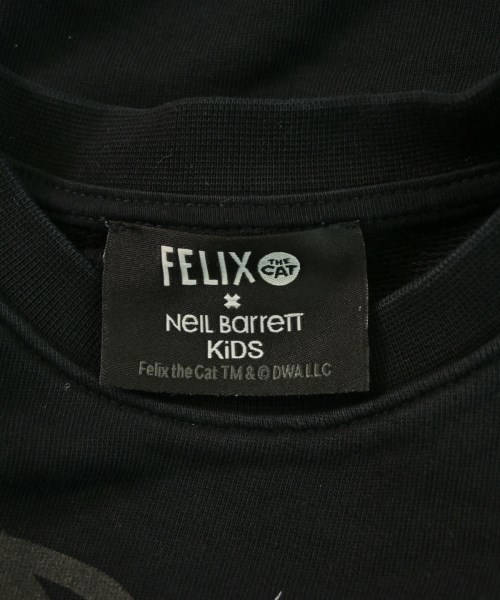 FELIX THE CAT
×
Neil Barrett
KiDS
Felix the Cat TM & © DWA LLC